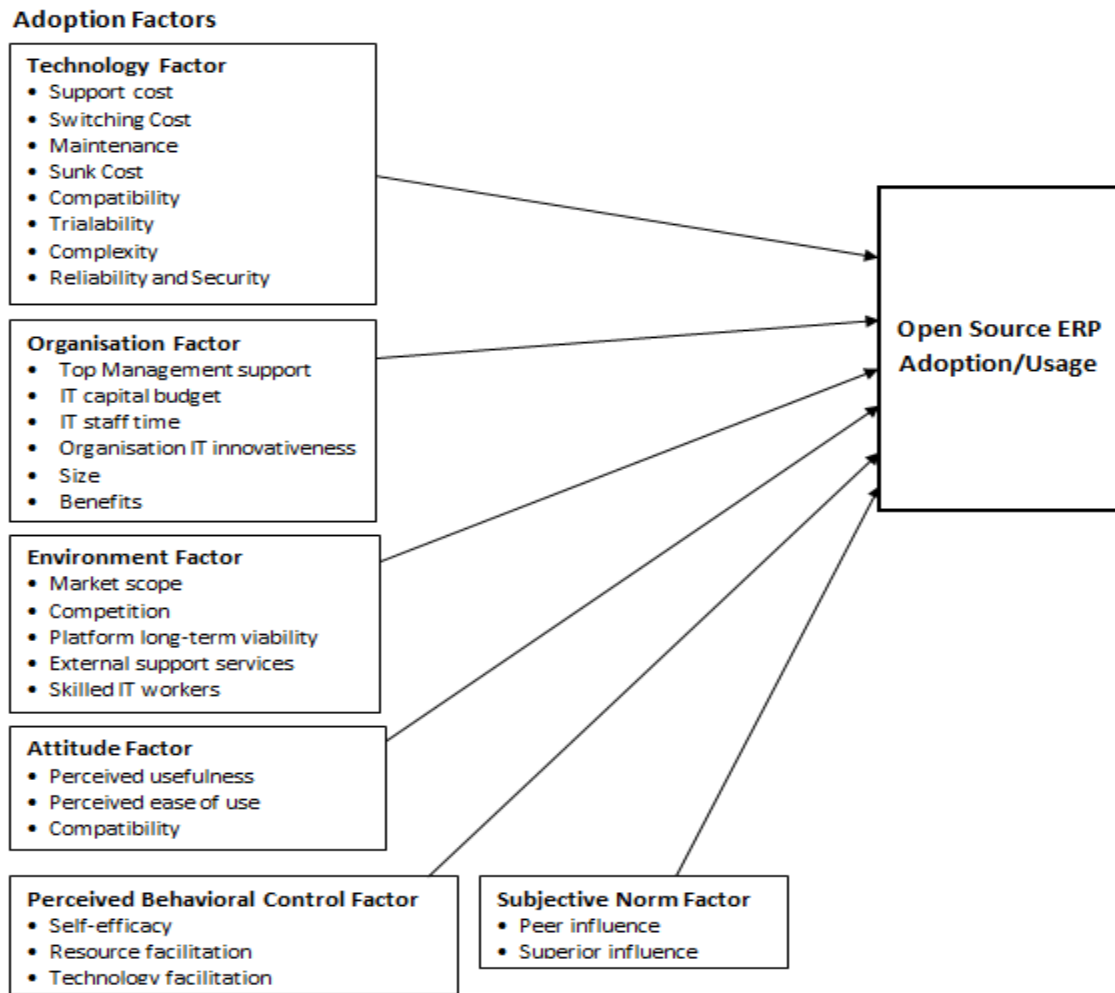 Adoption Factors
Technology Factor
• Support cost
• Switching Cost
• Maintenance
• Sunk Cost
• Compatibility
• Trialability
• Complexity
• Reliability and Security
Organisation Factor
• Top Management support
• IT capital budget
• IT staff time
• Organisation IT innovativeness
• Size
• Benefits
Environment Factor
• Market scope
• Competition
• Platform long-term viability
• External support services
• Skilled IT workers
Attitude Factor
• Perceived usefulness
• Perceived ease of use
• Compatibility
Perceived Behavioral Control Factor
• Self-efficacy
• Resource facilitation
• Technology facilitation
Subjective Norm Factor
• Peer influence
• Superior influence
Open Source ERP
Adoption/Usage